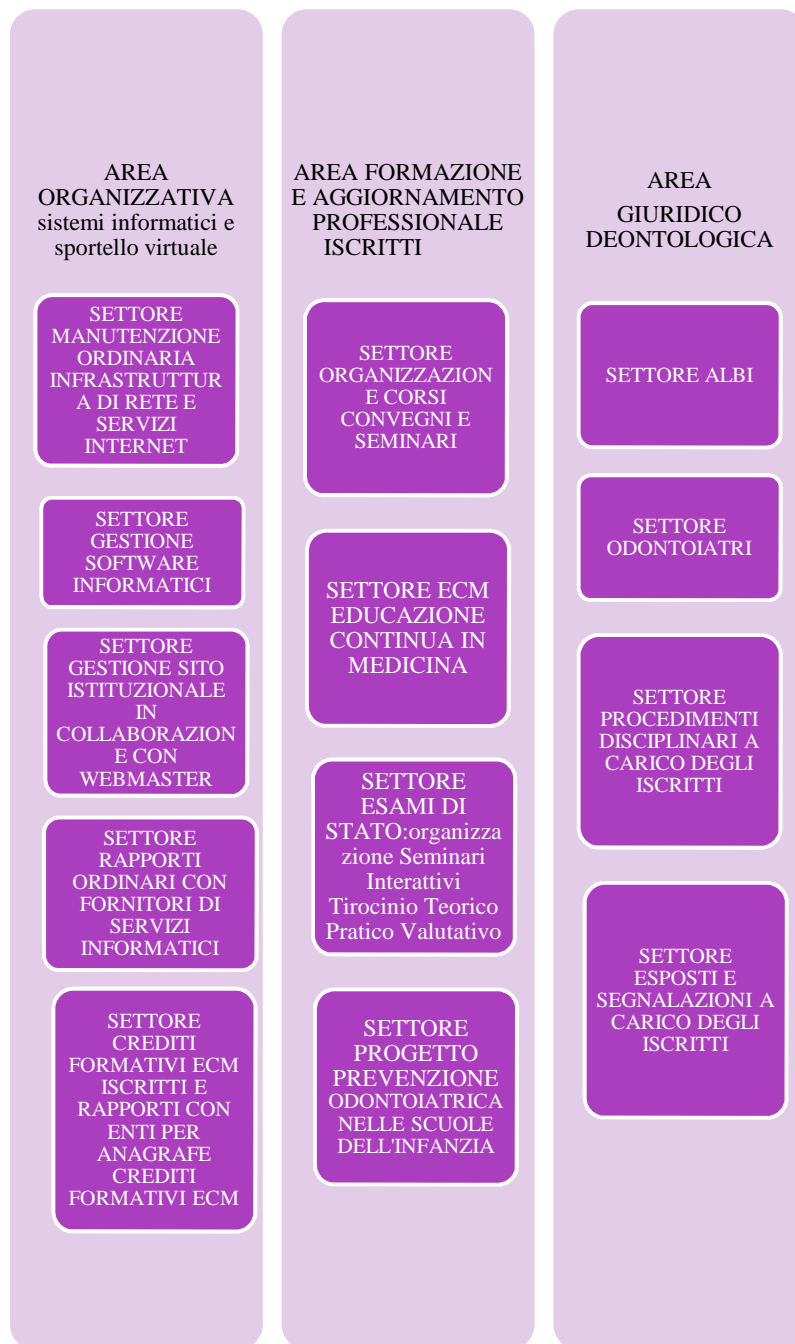 AREA
ORGANIZZATIVA
sistemi informatici e
sportello virtuale
SETTORE
MANUTENZIONE
ORDINARIA
INFRASTRUTTUR
A DI RETE E
SERVIZI
INTERNET
SETTORE
GESTIONE
SOFTWARE
INFORMATICI
SETTORE
GESTIONE SITO
ISTITUZIONALE
IN
COLLABORAZION
E CON
WEBMASTER
SETTORE
RAPPORTI
ORDINARI CON
FORNITORI DI
SERVIZI
INFORMATICI
SETTORE
CREDITI
FORMATIVI ECM
ISCRITTI E
RAPPORTI CON
ENTI PER
ANAGRAFE
CREDITI
FORMATIVI ECM
AREA FORMAZIONE
E AGGIORNAMENTO
PROFESSIONALE
ISCRITTI
SETTORE
ORGANIZZAZION
E CORSI
CONVEGNI E
SEMINARI
SETTORE ECM
EDUCAZIONE
CONTINUA IN
MEDICINA
SETTORE
ESAMI DI
STATO:organizza
zione Seminari
Interattivi
Tirocinio Teorico
Pratico Valutativo
SETTORE
PROGETTO
PREVENZIONE
ODONTOIATRICA
NELLE SCUOLE
DELL'INFANZIA
AREA
GIURIDICO
DEONTOLOGICA
SETTORE ALBI
SETTORE
ODONTOIATRI
SETTORE
PROCEDIMENTI
DISCIPLINARI A
CARICO DEGLI
ISCRITTI
SETTORE
ESPOSTI E
SEGNALAZIONI A
CARICO DEGLI
ISCRITTI